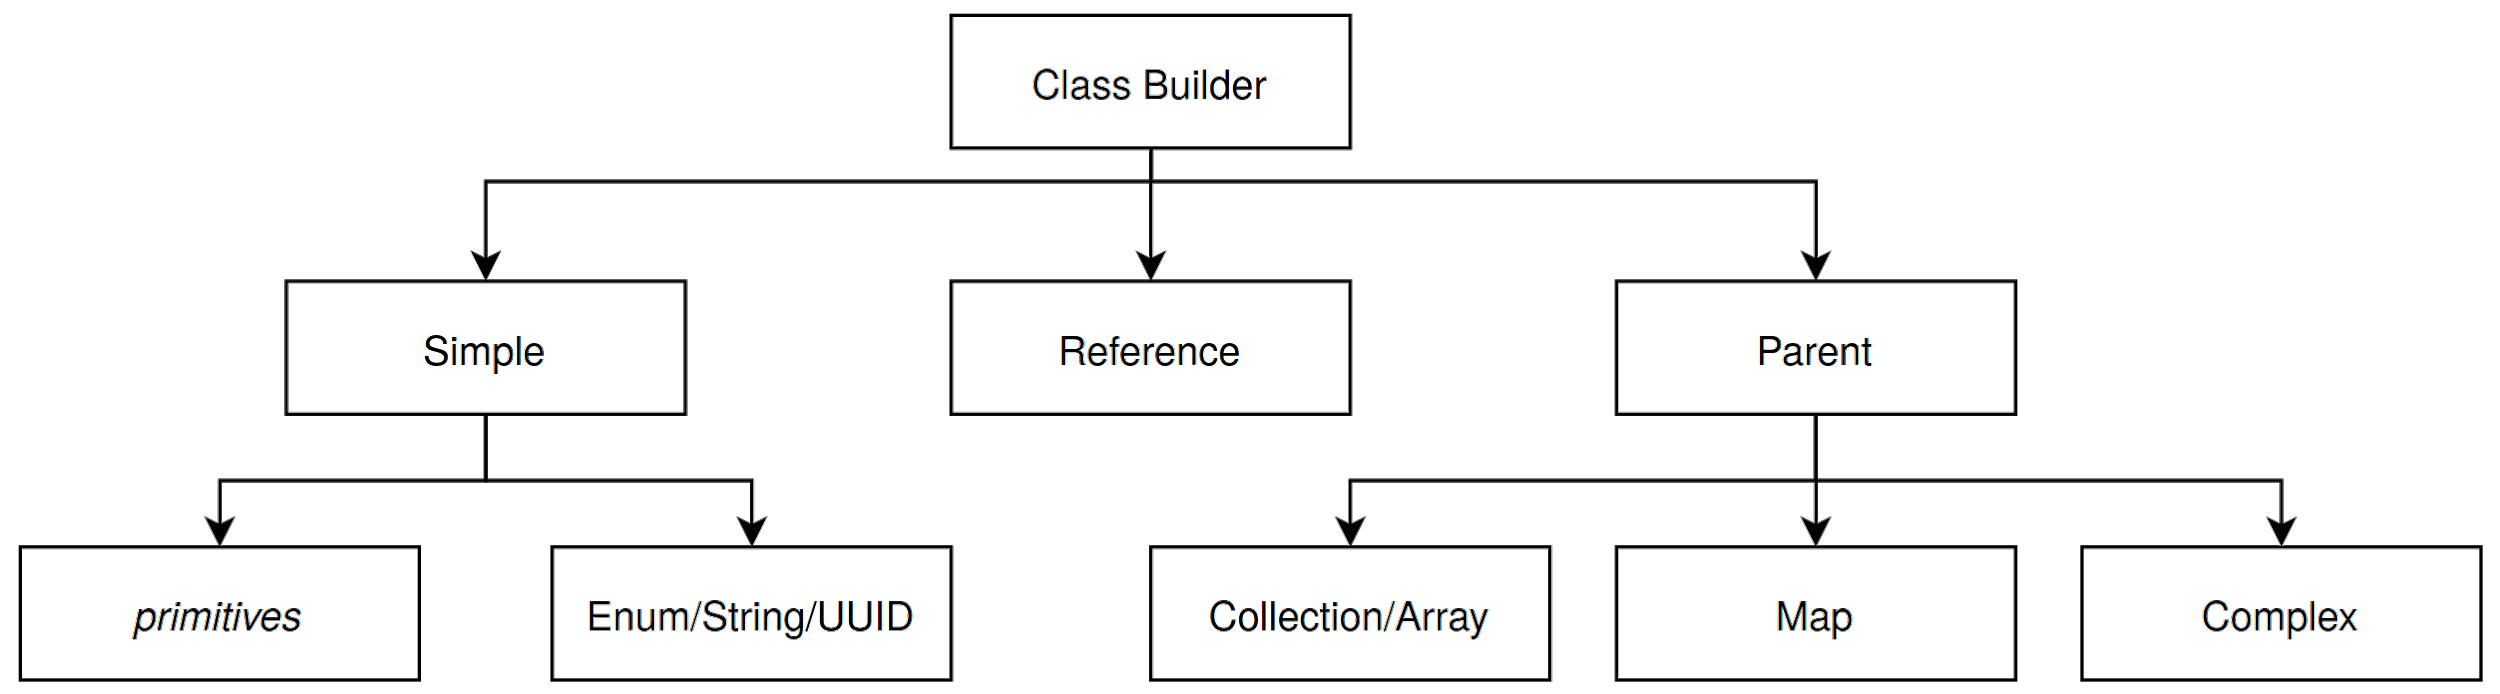 Class Builder
Simple
Reference
Parent
primitives
Enum/String/UUID
Collection/Array
Map
Complex